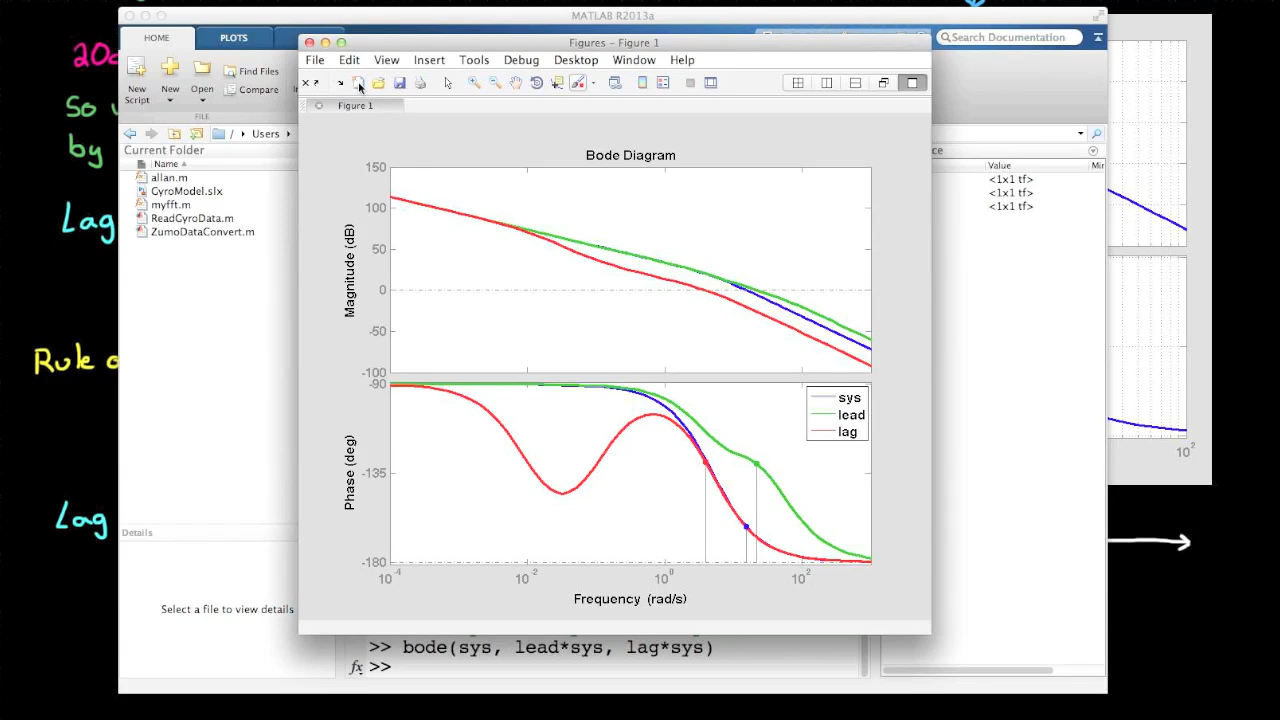 MATLAB R2013a
20
HOME
PLOTS
Search Documentation
New Script
New
Open
Find Files
Compare
FILE
So
by
Lag
Rule o
Lag
/ Users
Current Folder
Name
allan.m
GyroModel.slx
myfft.m
ReadGyroData.m
ZumoDataConvert.m
Details
Select a file to view details
Figures - Figure 1
File Edit View Insert Tools Debug Desktop Window Help
Figure 1
Bode Diagram
Magnitude (dB)
150
100
50
0
-50
-100
Phase (deg)
-90
-135
-180
sys
lead
lag
10^-4 10^-2 10^0 10^2
Frequency (rad/s)
ce
Value
<1x1 tf>
<1x1 tf>
<1x1 tf>
10^2
>> bode(sys, lead*sys, lag*sys)
fx >>